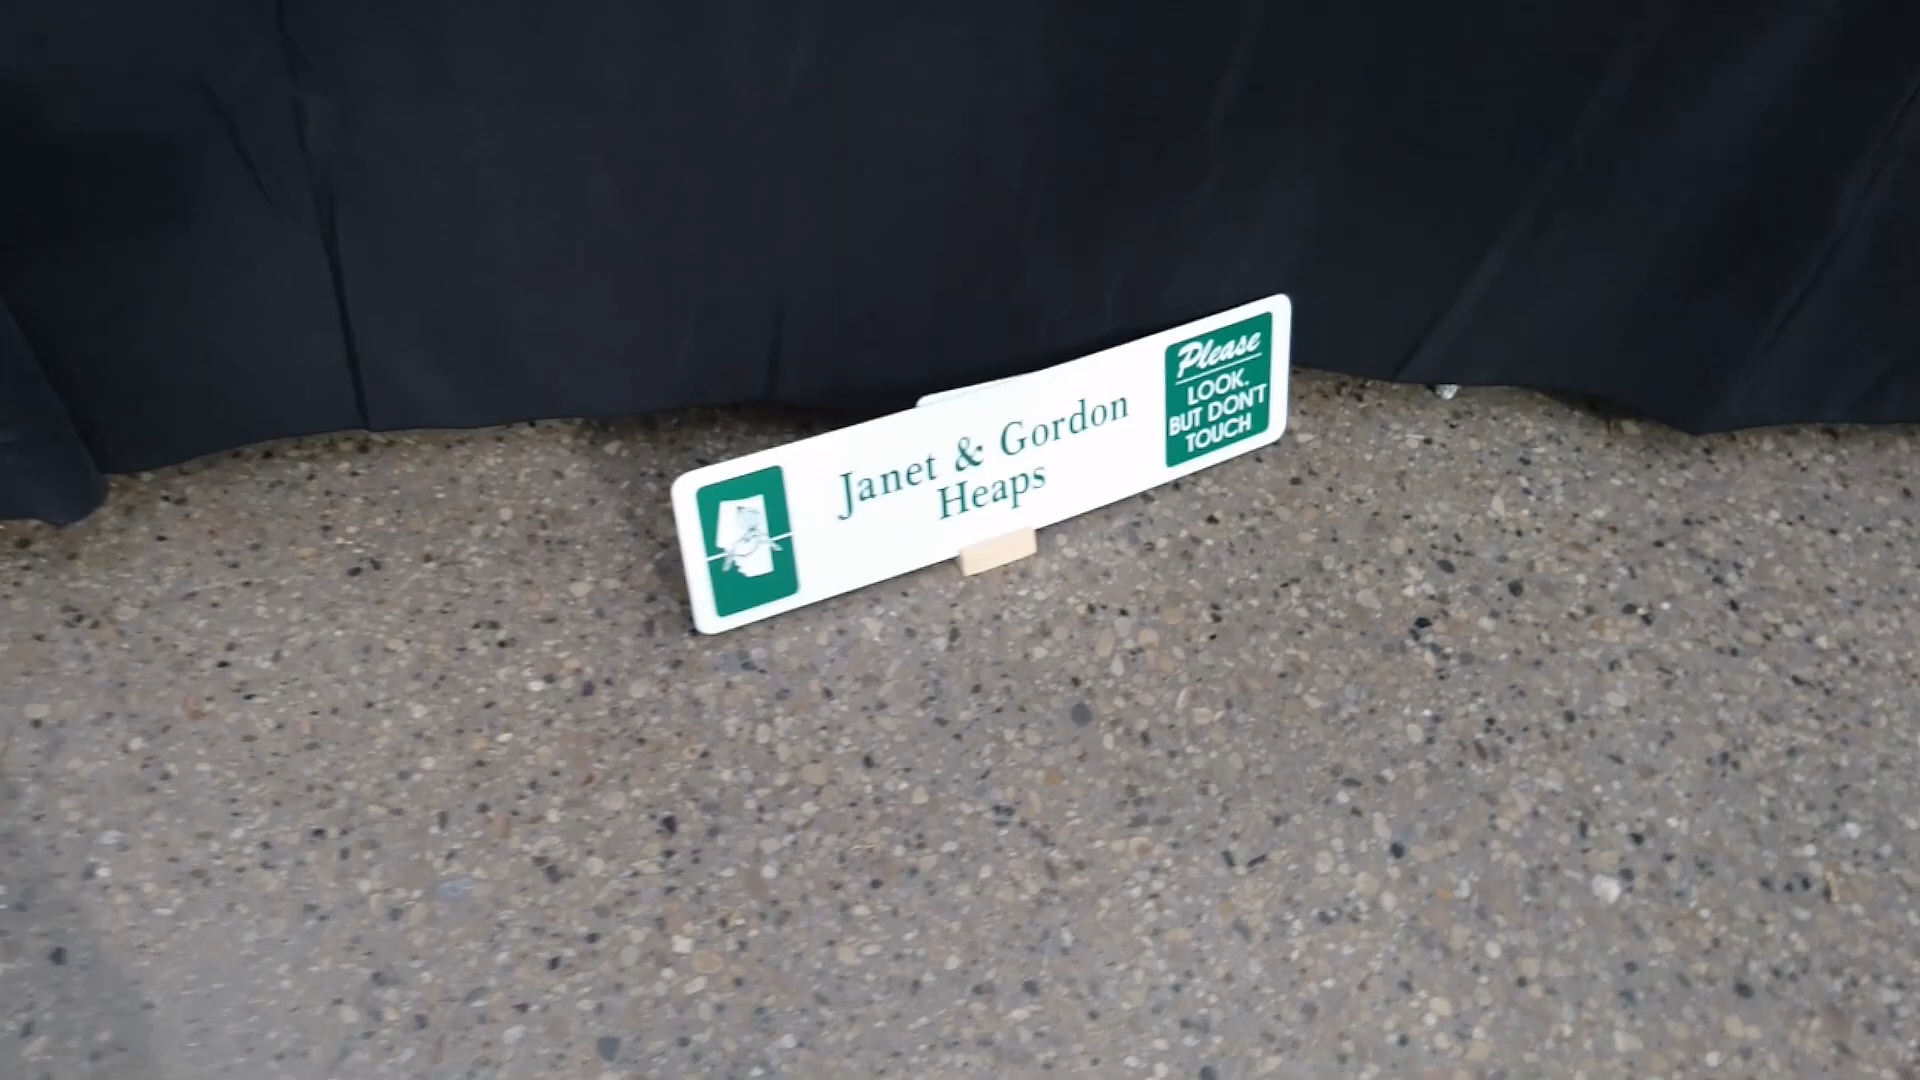 Janet & Gordon
Heaps
Please
LOOK.
BUT DON'T
TOUCH